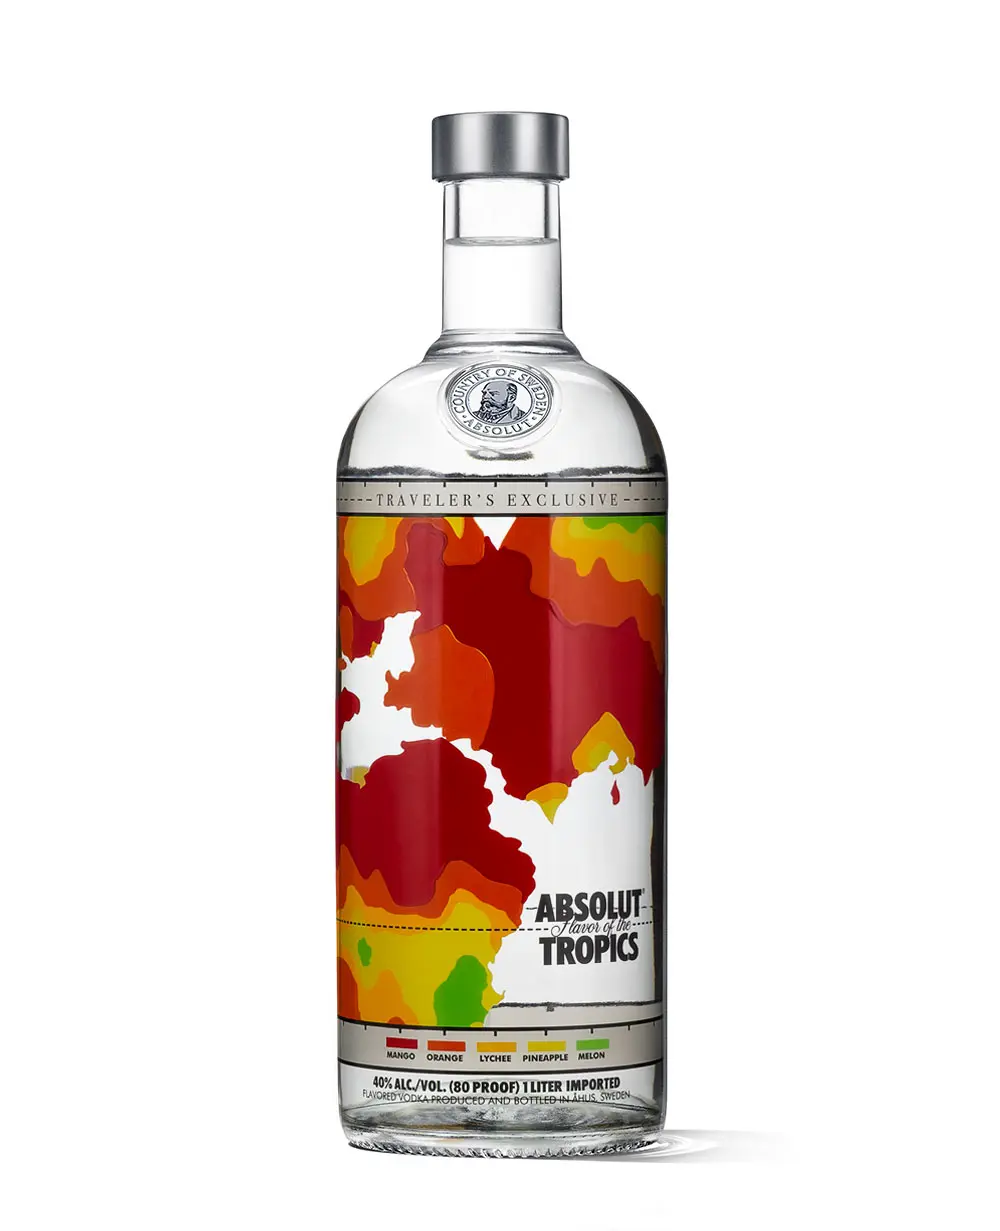 COUNTRY OF SWEDEN
ABSOLUT
TRAVELER'S EXCLUSIVE
ABSOLUT
Flavor of the
TROPICS
MANGO ORANGE LYCHEE PINEAPPLE MELON
40% ALC./VOL. (80 PROOF) 1 LITER IMPORTED
FLAVORED VODKA PRODUCED AND BOTTLED IN ÅHUS, SWEDEN